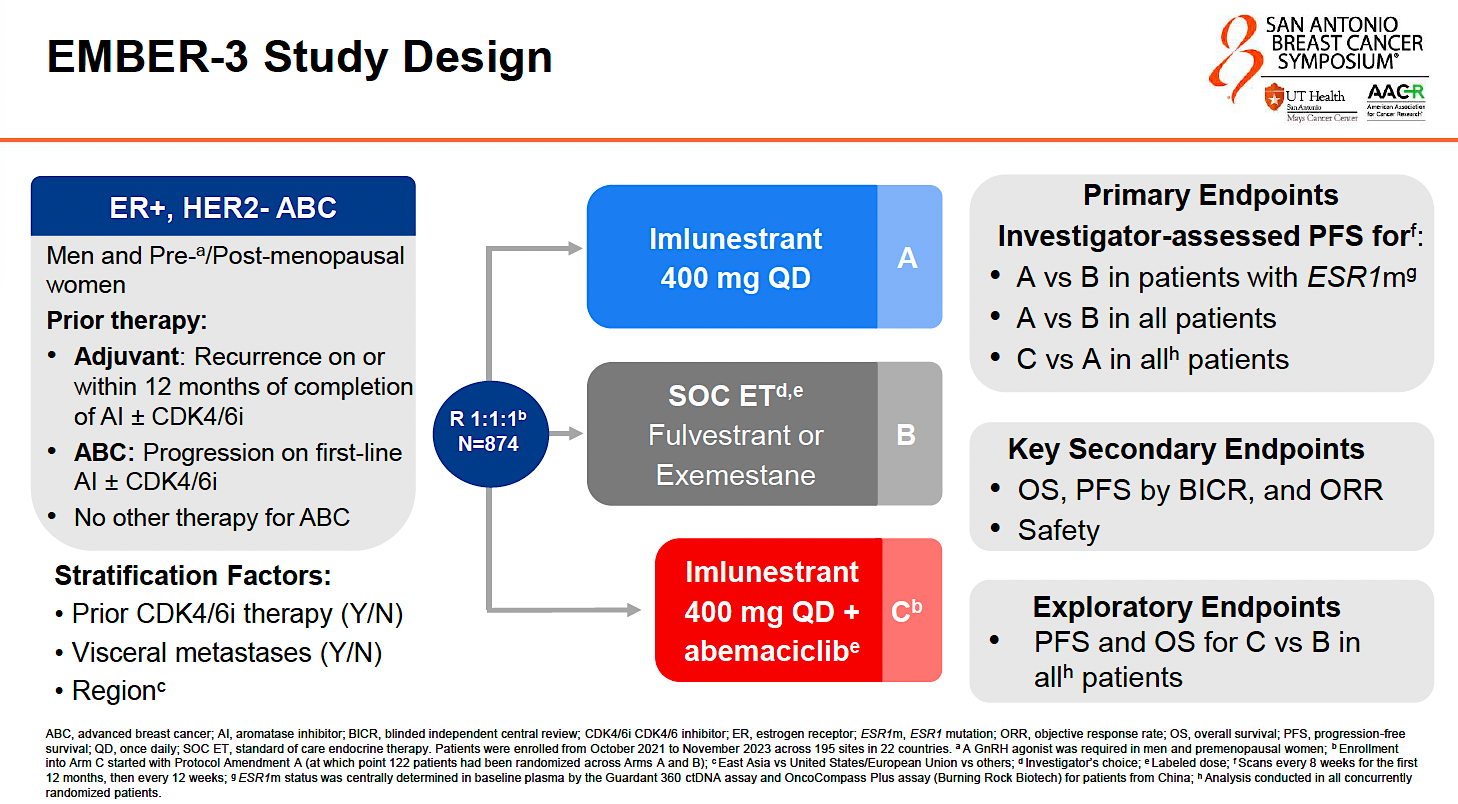 EMBER-3 Study Design
SAN ANTONIO
BREAST CANCER
SYMPOSIUM®
UT Health
San Antonio
Mays Cancer Center
AACR
American Association
for Cancer Research®
ER+, HER2- ABC
Men and Pre-ᵃ/Post-menopausal
women
Prior therapy:
• Adjuvant: Recurrence on or
within 12 months of completion
of AI ± CDK4/6i
• ABC: Progression on first-line
AI ± CDK4/6i
• No other therapy for ABC
Stratification Factors:
• Prior CDK4/6i therapy (Y/N)
• Visceral metastases (Y/N)
• Regionᶜ
R 1:1:1ᵇ
N=874
Imlunestrant
400 mg QD
A
SOC ETᵈ,ᵉ
Fulvestrant or
Exemestane
B
Imlunestrant
400 mg QD +
abemaciclibᵉ
Cᵇ
Primary Endpoints
Investigator-assessed PFS forᶠ:
• A vs B in patients with ESR1mᵍ
• A vs B in all patients
• C vs A in allʰ patients
Key Secondary Endpoints
• OS, PFS by BICR, and ORR
• Safety
Exploratory Endpoints
• PFS and OS for C vs B in
allʰ patients
ABC, advanced breast cancer; AI, aromatase inhibitor; BICR, blinded independent central review; CDK4/6i CDK4/6 inhibitor; ER, estrogen receptor; ESR1m, ESR1 mutation; ORR, objective response rate; OS, overall survival; PFS, progression-free
survival; QD, once daily; SOC ET, standard of care endocrine therapy. Patients were enrolled from October 2021 to November 2023 across 195 sites in 22 countries. ᵃ A GnRH agonist was required in men and premenopausal women; ᵇ Enrollment
into Arm C started with Protocol Amendment A (at which point 122 patients had been randomized across Arms A and B); ᶜ East Asia vs United States/European Union vs others; ᵈ Investigator's choice; ᵉ Labeled dose; ᶠ Scans every 8 weeks for the first
12 months, then every 12 weeks; ᵍ ESR1m status was centrally determined in baseline plasma by the Guardant 360 ctDNA assay and OncoCompass Plus assay (Burning Rock Biotech) for patients from China; ʰ Analysis conducted in all concurrently
randomized patients.